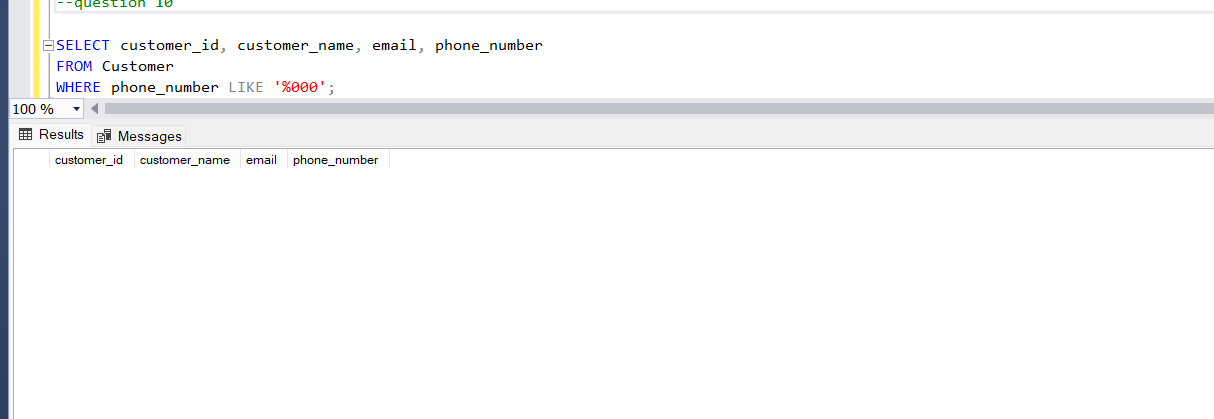 --question 10
SELECT customer_id, customer_name, email, phone_number
FROM Customer
WHERE phone_number LIKE '%000';
100 %
Results Messages
customer_id customer_name email phone_number